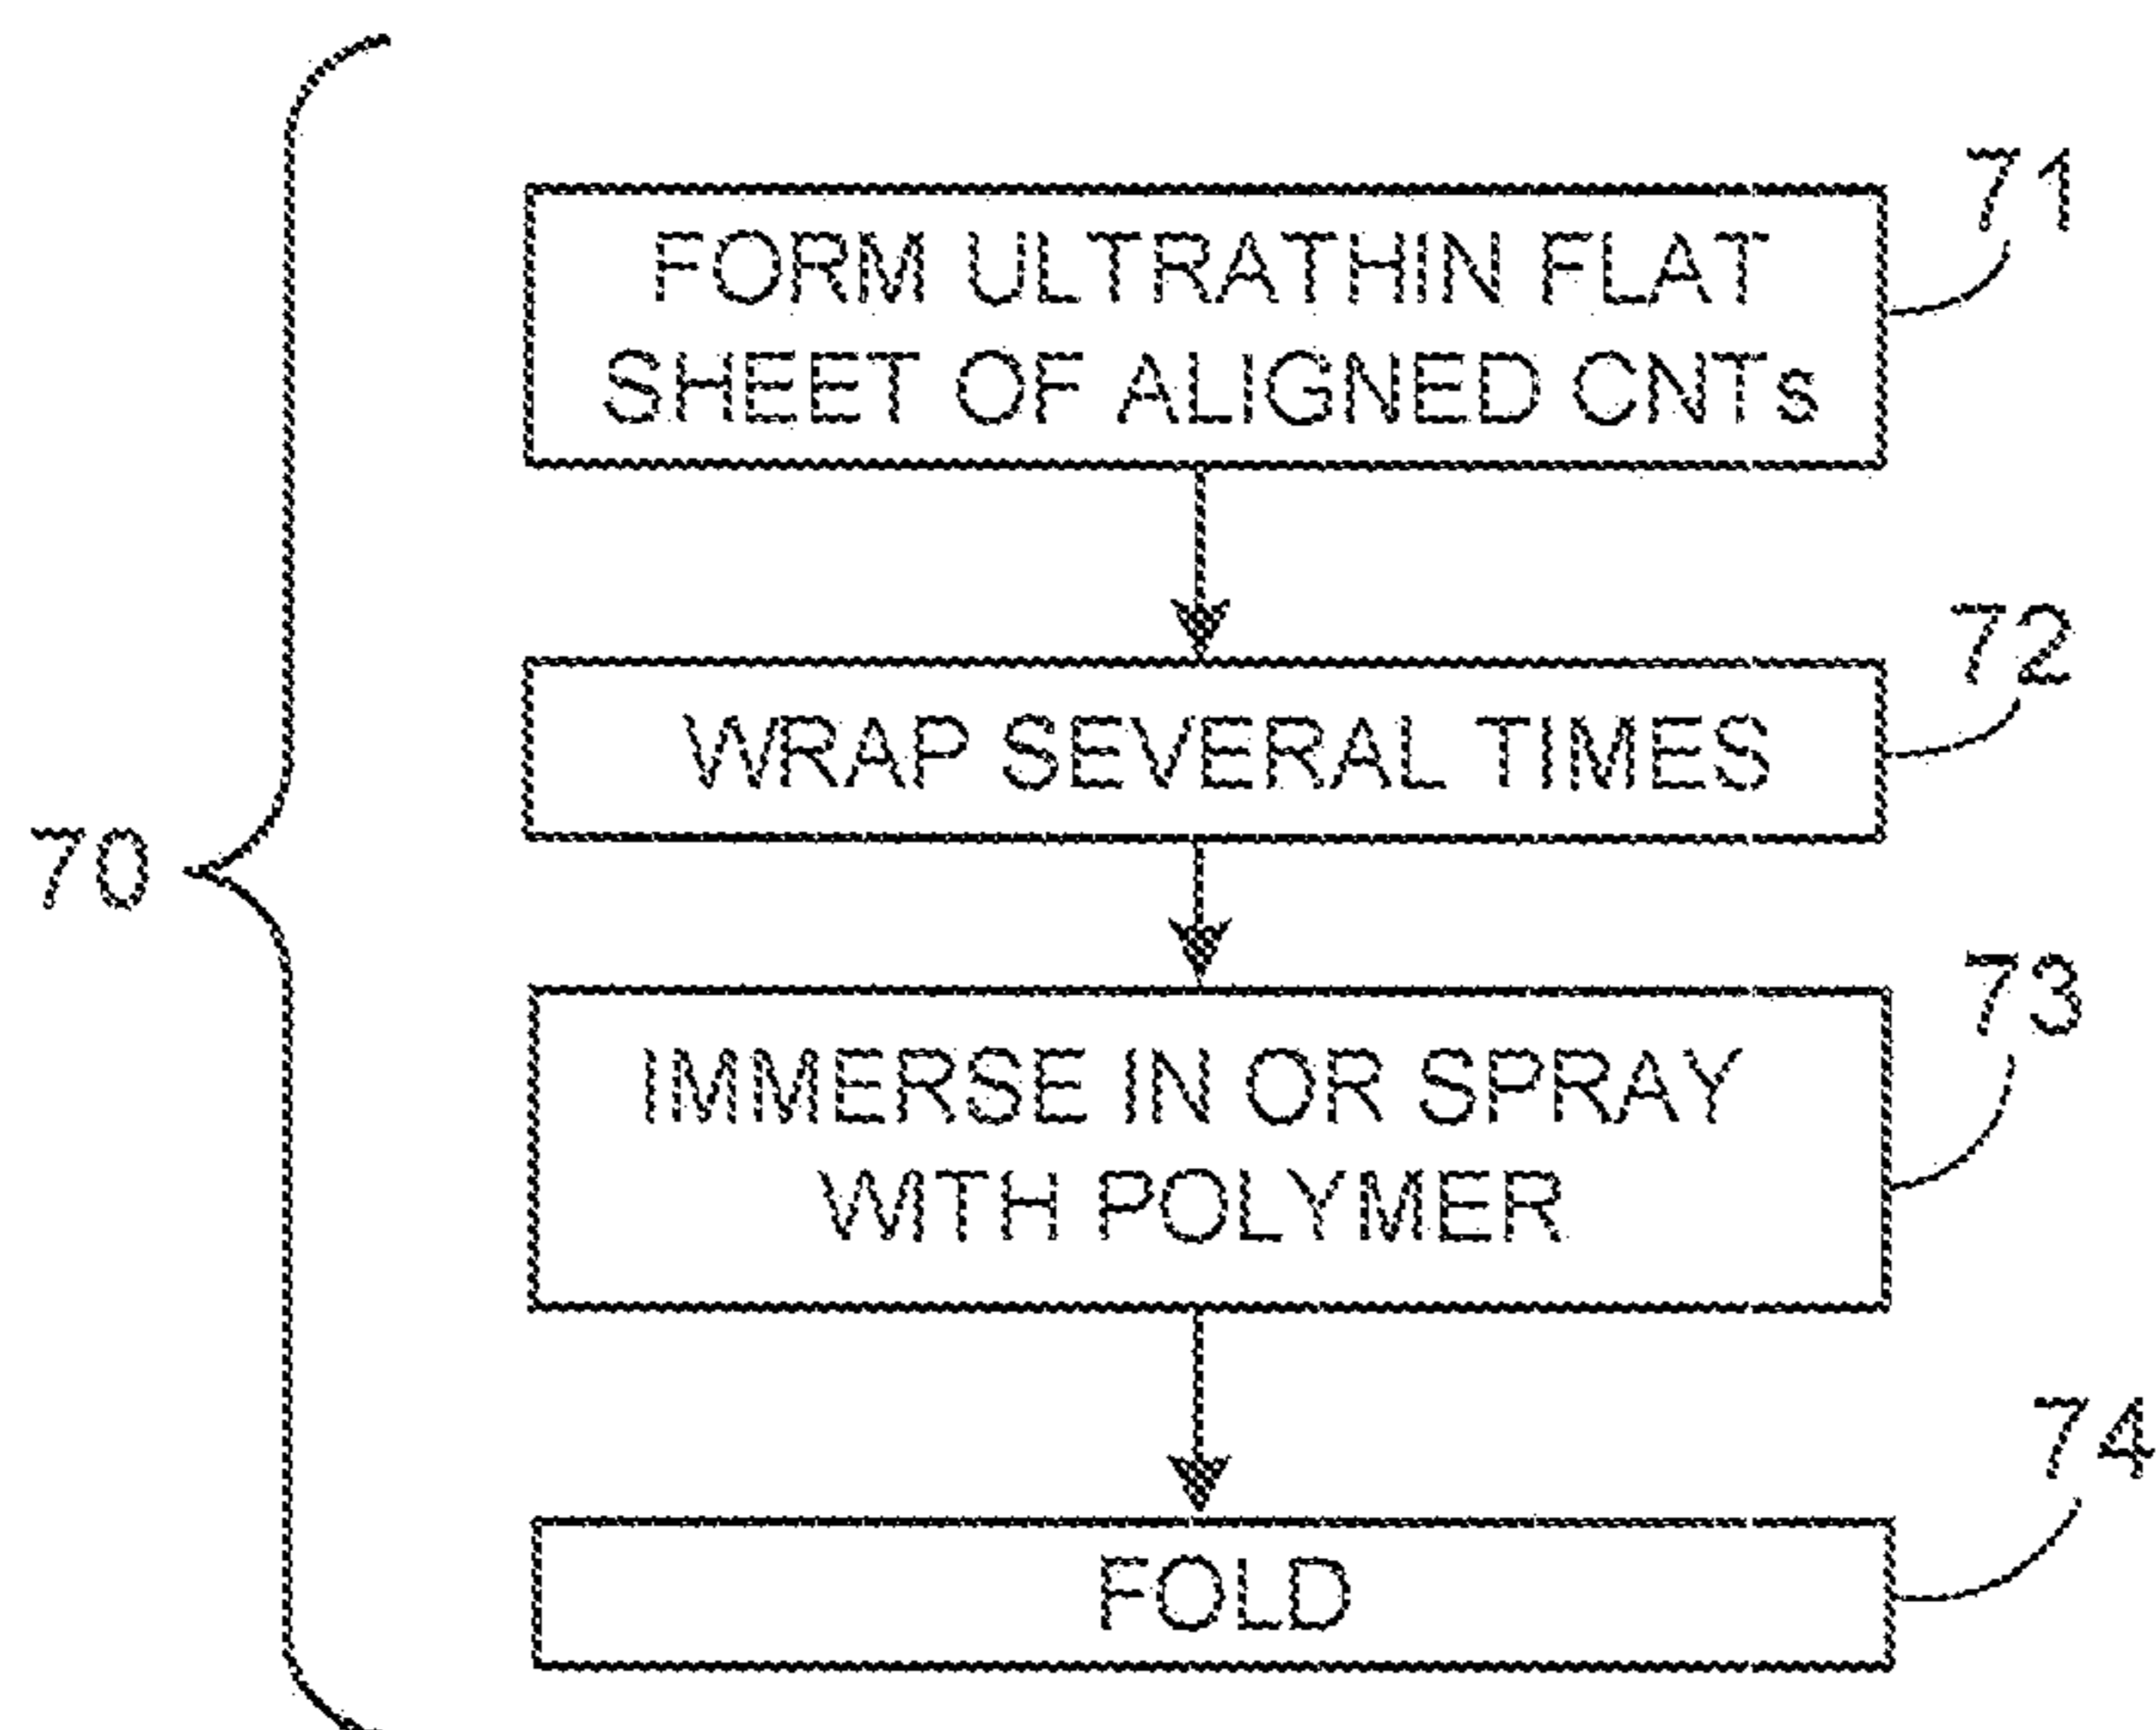 71
FORM ULTRATHIN FLAT
SHEET OF ALIGNED CNTs
72
WRAP SEVERAL TIMES
70
73
IMMERSE IN OR SPRAY
WITH POLYMER
74
FOLD